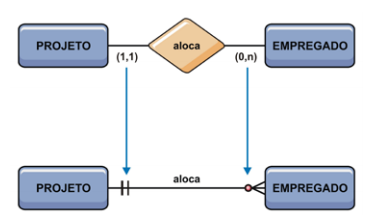 PROJETO
aloca
EMPREGADO
(1,1)
(0,n)
aloca
PROJETO
EMPREGADO